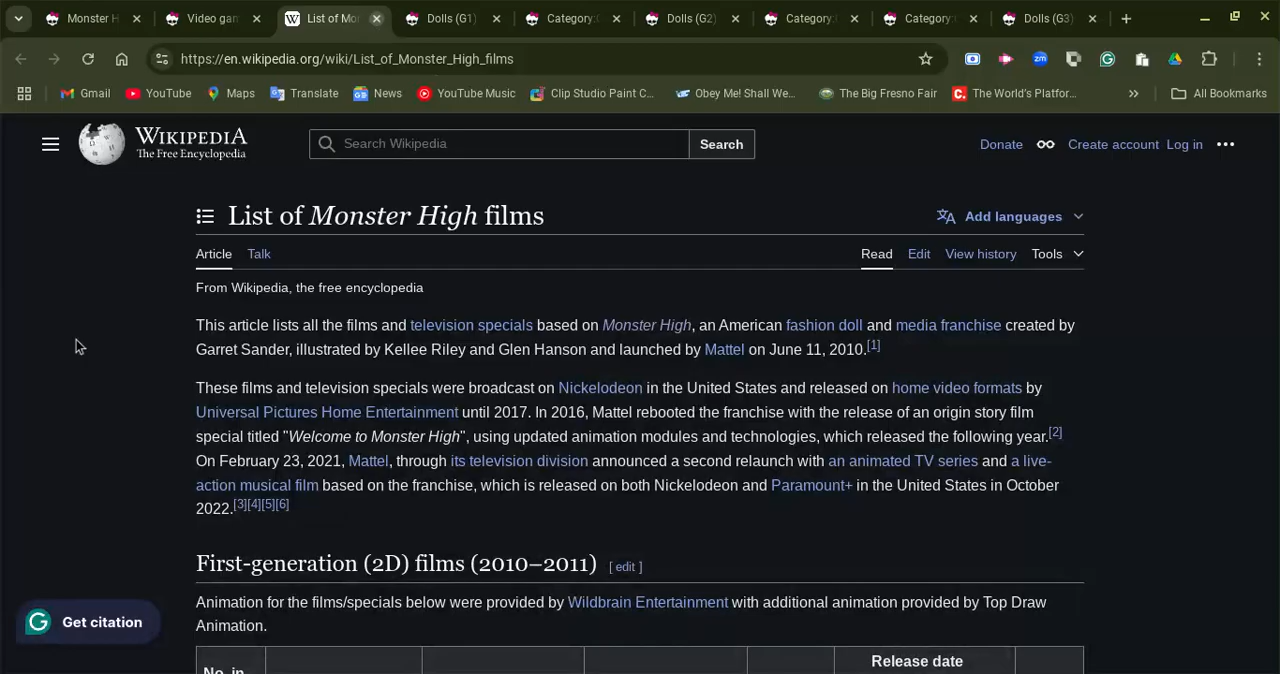 Monster H
Video gam
List of Mo
Dolls (G1)
Category:
Dolls (G2)
Category:
Category:
Dolls (G3)
https://en.wikipedia.org/wiki/List_of_Monster_High_films
Gmail
YouTube
Maps
Translate
News
YouTube Music
Clip Studio Paint C...
Obey Me! Shall We...
The Big Fresno Fair
The World's Platfor...
All Bookmarks
WIKIPEDIA
The Free Encyclopedia
Search Wikipedia
Search
Donate
Create account
Log in
List of Monster High films
Add languages
Article
Talk
Read
Edit
View history
Tools
From Wikipedia, the free encyclopedia
This article lists all the films and television specials based on Monster High, an American fashion doll and media franchise created by
Garret Sander, illustrated by Kellee Riley and Glen Hanson and launched by Mattel on June 11, 2010.[1]
These films and television specials were broadcast on Nickelodeon in the United States and released on home video formats by
Universal Pictures Home Entertainment until 2017. In 2016, Mattel rebooted the franchise with the release of an origin story film
special titled "Welcome to Monster High", using updated animation modules and technologies, which released the following year.[2]
On February 23, 2021, Mattel, through its television division announced a second relaunch with an animated TV series and a live-
action musical film based on the franchise, which is released on both Nickelodeon and Paramount+ in the United States in October
2022.[3][4][5][6]
First-generation (2D) films (2010–2011) [ edit ]
Animation for the films/specials below were provided by Wildbrain Entertainment with additional animation provided by Top Draw
Animation.
Release date
No. in
Get citation